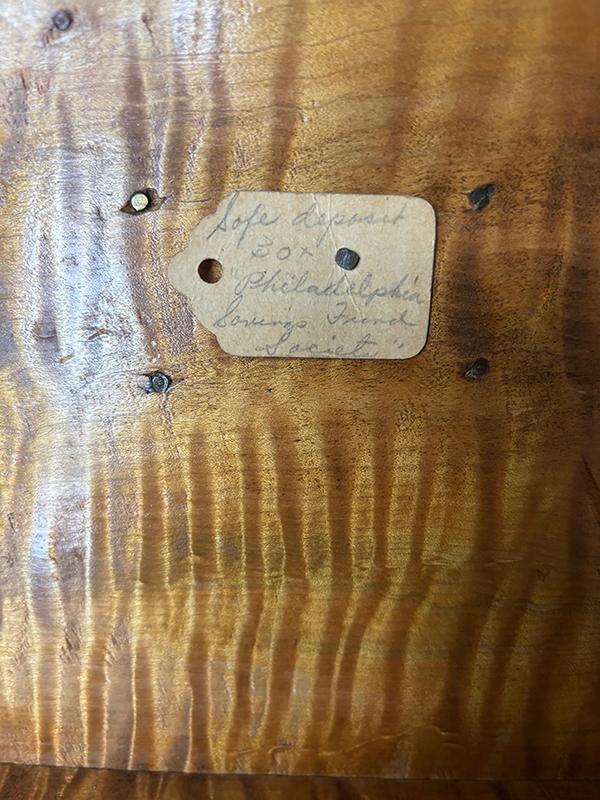 Safe deposit
Box
"Philadelphia
Savings Fund
Society"